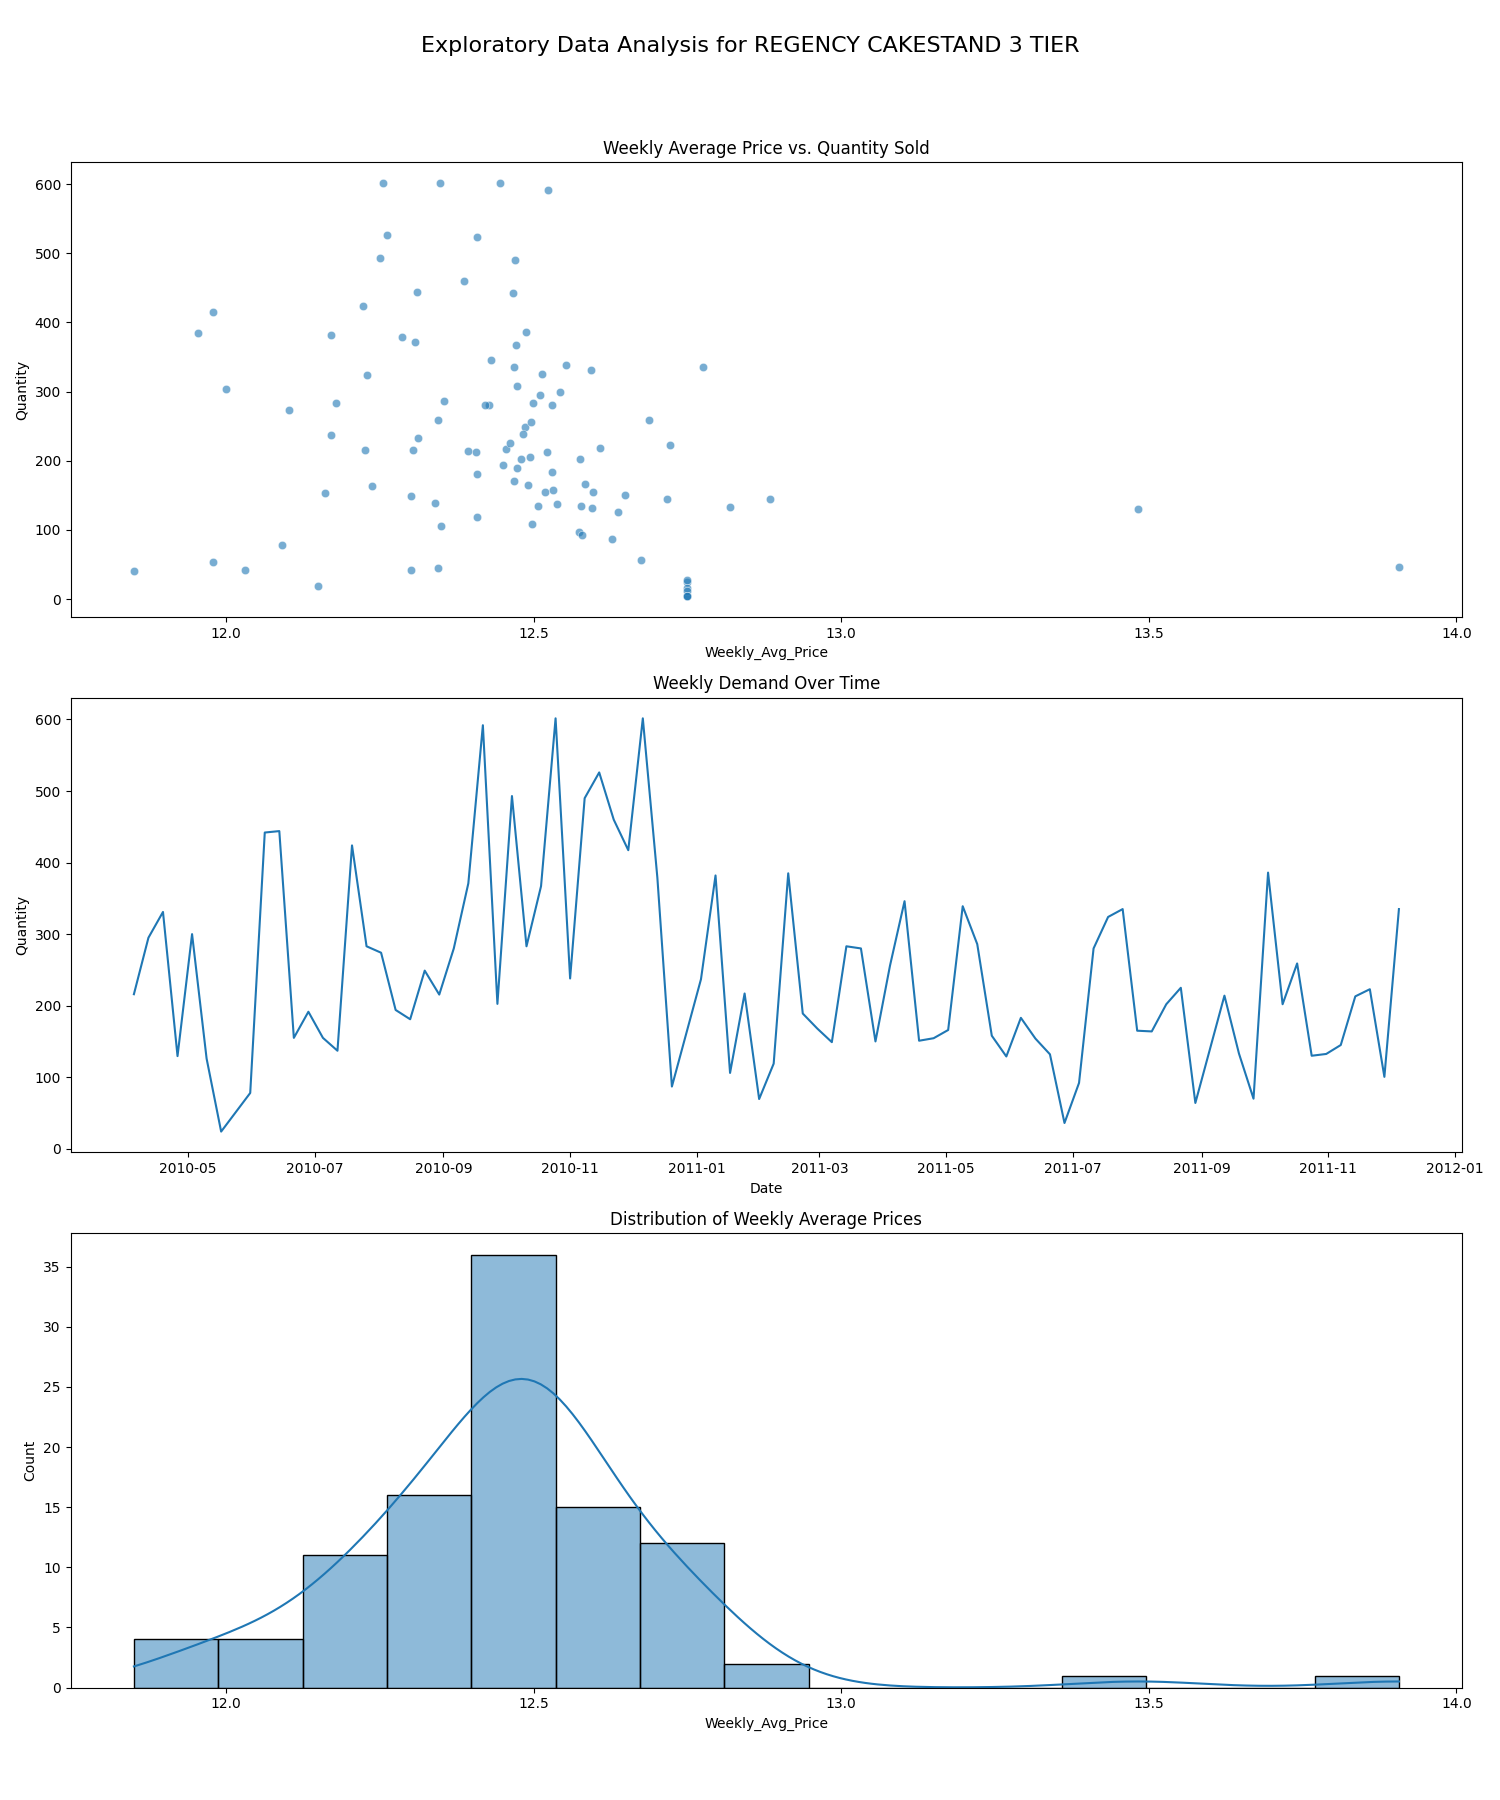 Exploratory Data Analysis for REGENCY CAKESTAND 3 TIER
Weekly Average Price vs. Quantity Sold
600
500
400
300
200
100
0
Quantity
12.0 12.5 13.0 13.5 14.0
Weekly_Avg_Price
Weekly Demand Over Time
600
500
400
300
200
100
0
Quantity
2010-05 2010-07 2010-09 2010-11 2011-01 2011-03 2011-05 2011-07 2011-09 2011-11 2012-01
Date
Distribution of Weekly Average Prices
35
30
25
20
15
10
5
0
Count
12.0 12.5 13.0 13.5 14.0
Weekly_Avg_Price